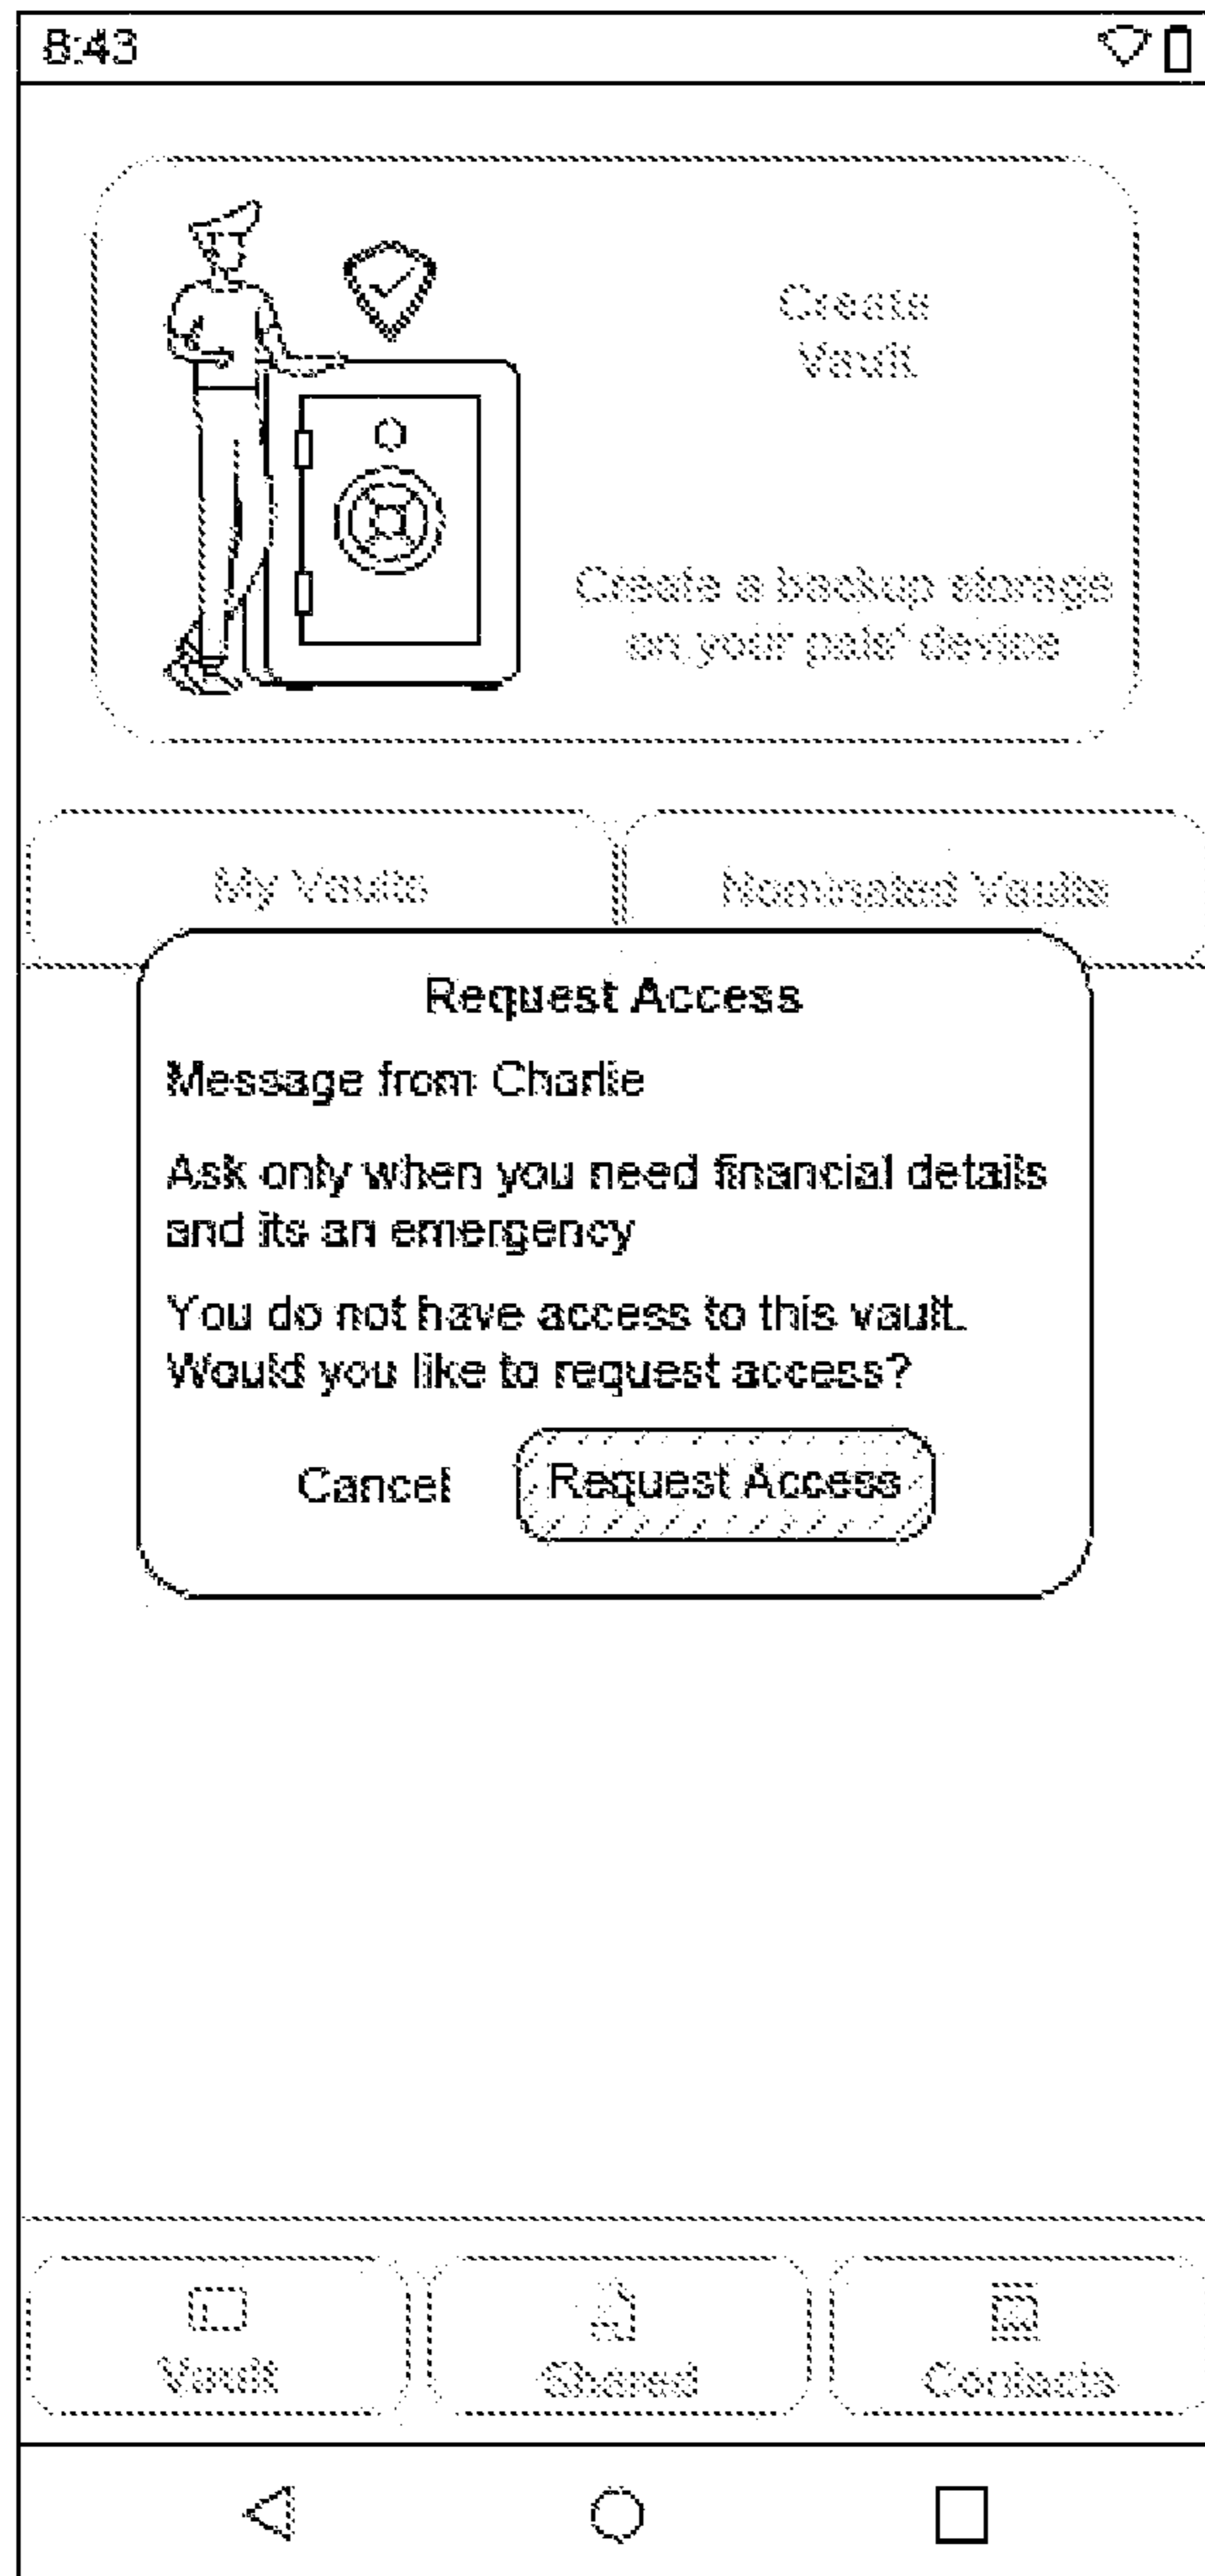 8:43
Create
Vault
Create a backup storage
on your pals' device
My Vaults
Nominated Vaults
Request Access
Message from Charlie
Ask only when you need financial details
and its an emergency
You do not have access to this vault.
Would you like to request access?
Cancel
Request Access
Vault
Shared
Contacts